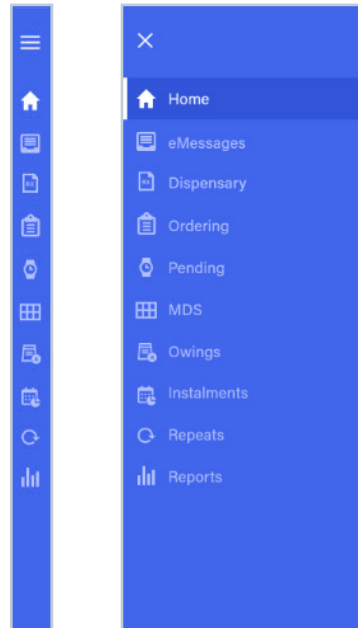 Home
eMessages
Dispensary
Ordering
Pending
MDS
Owings
Instalments
Repeats
Reports